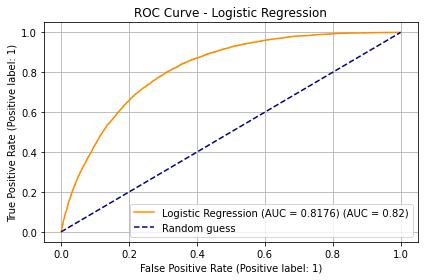 ROC Curve - Logistic Regression
True Positive Rate (Positive label: 1)
1.0
0.8
0.6
0.4
0.2
0.0
Logistic Regression (AUC = 0.8176) (AUC = 0.82)
Random guess
0.0 0.2 0.4 0.6 0.8 1.0
False Positive Rate (Positive label: 1)